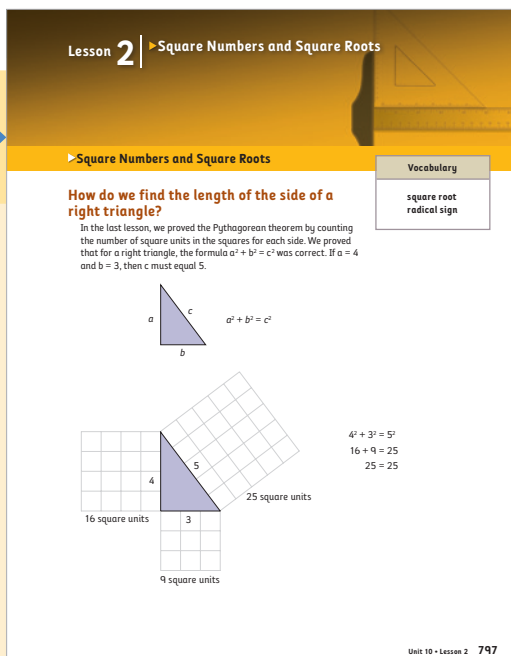 Lesson 2 ▶Square Numbers and Square Roots
▶Square Numbers and Square Roots
Vocabulary
square root
radical sign
How do we find the length of the side of a
right triangle?
In the last lesson, we proved the Pythagorean theorem by counting
the number of square units in the squares for each side. We proved
that for a right triangle, the formula a² + b² = c² was correct. If a = 4
and b = 3, then c must equal 5.
a
c
b
a² + b² = c²
4
5
3
16 square units
25 square units
9 square units
4² + 3² = 5²
16 + 9 = 25
25 = 25
Unit 10 • Lesson 2 797